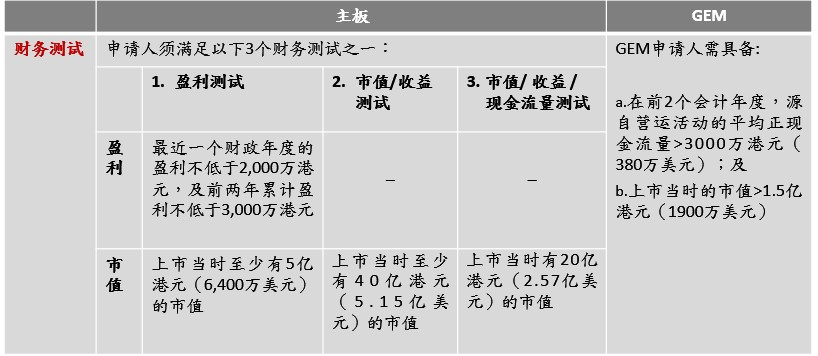 主板
GEM
财务测试
申请人须满足以下3个财务测试之一：
1. 盈利测试
2. 市值/收益
测试
3. 市值/ 收益 /
现金流量测试
盈
利
最近一个财政年度的
盈利不低于2,000万港
元，及前两年累计盈
利不低于3,000万港元
–
–
市
值
上市当时至少有5亿
港元（6,400万美元）
的市值
上市当时至少
有40亿港元
（5.15亿美
元）的市值
上市当时有20亿
港元（2.57亿美
元）的市值
GEM申请人需具备:
a.在前2个会计年度，源
自营运活动的平均正现
金流量>3000万港元（
380万美元）；及
b.上市当时的市值>1.5亿
港元（1900万美元）